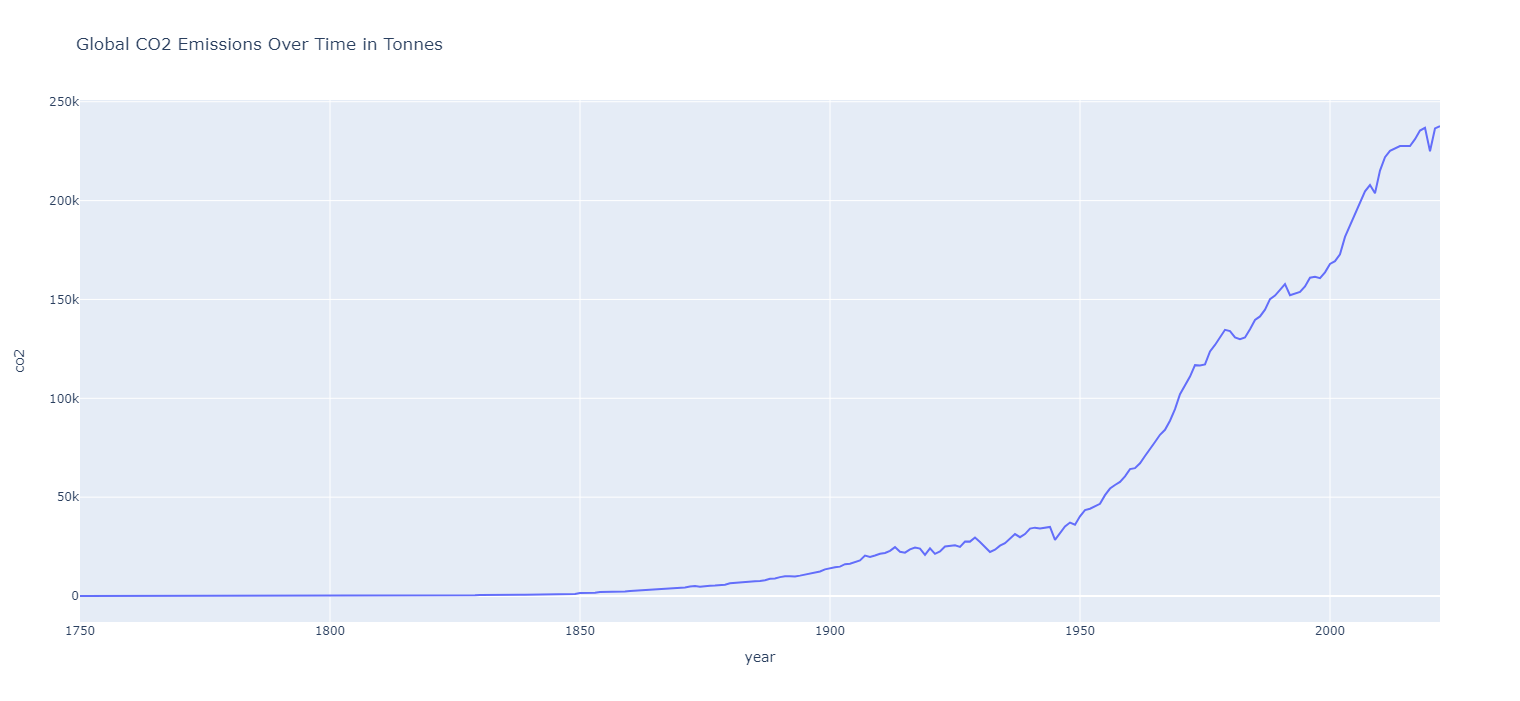 Global CO2 Emissions Over Time in Tonnes
250k
200k
150k
100k
50k
0
co2
1750 1800 1850 1900 1950 2000
year